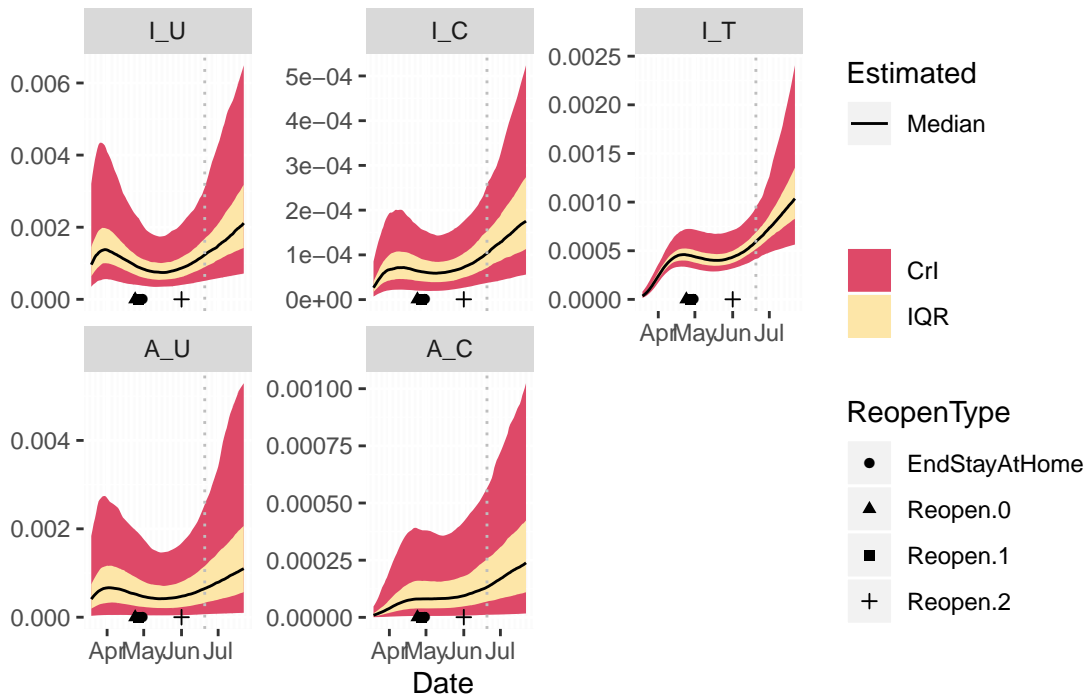 I_U
I_C
I_T
0.006
0.004
0.002
0.000
5e−04
4e−04
3e−04
2e−04
1e−04
0e+00
0.0025
0.0020
0.0015
0.0010
0.0005
0.0000
Apr May Jun Jul
A_U
A_C
0.004
0.002
0.000
0.00100
0.00075
0.00050
0.00025
0.00000
Apr May Jun Jul
Apr May Jun Jul
Date
Estimated
Median
CrI
IQR
ReopenType
EndStayAtHome
Reopen.0
Reopen.1
Reopen.2